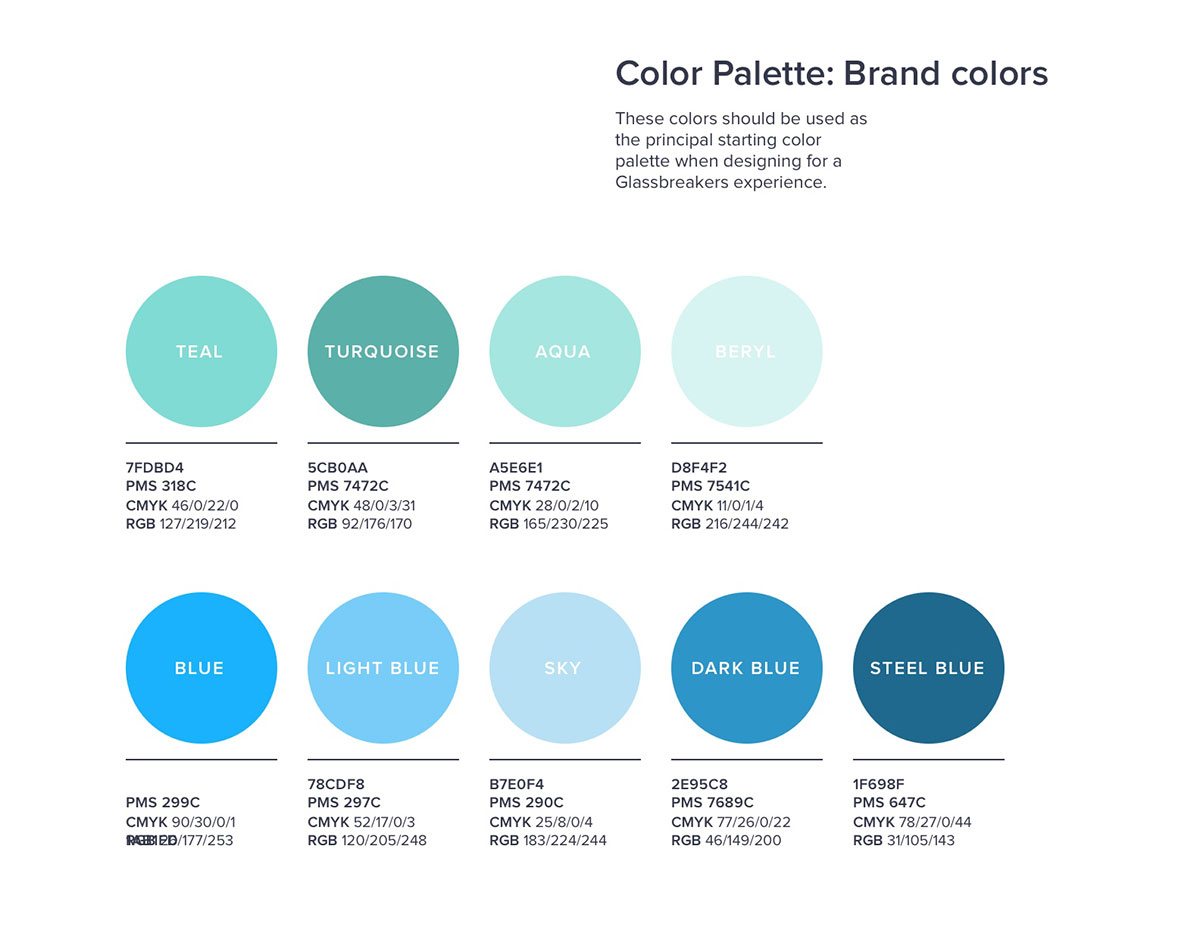 Color Palette: Brand colors
These colors should be used as
the principal starting color
palette when designing for a
Glassbreakers experience.
TEAL
TURQUOISE
AQUA
BERYL
7FDBD4
PMS 318C
CMYK 46/0/22/0
RGB 127/219/212
5CB0AA
PMS 7472C
CMYK 48/0/3/31
RGB 92/176/170
A5E6E1
PMS 7472C
CMYK 28/0/2/10
RGB 165/230/225
D8F4F2
PMS 7541C
CMYK 11/0/1/4
RGB 216/244/242
BLUE
LIGHT BLUE
SKY
DARK BLUE
STEEL BLUE
PMS 299C
CMYK 90/30/0/1
/177/253
78CDF8
PMS 297C
CMYK 52/17/0/3
RGB 120/205/248
B7E0F4
PMS 290C
CMYK 25/8/0/4
RGB 183/224/244
2E95C8
PMS 7689C
CMYK 77/26/0/22
RGB 46/149/200
1F698F
PMS 647C
CMYK 78/27/0/44
RGB 31/105/143